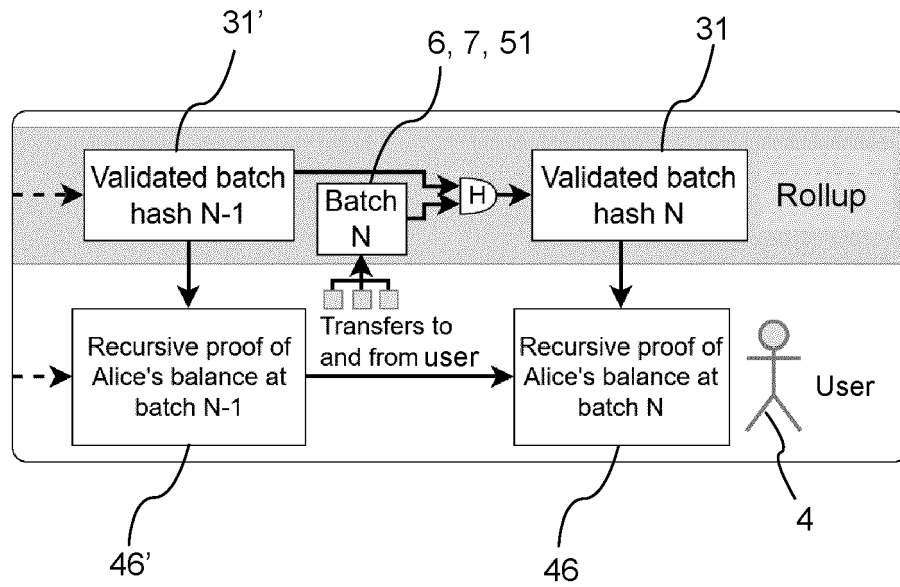 31’
6, 7, 51
31
Validated batch
hash N-1
Batch
N
H
Validated batch
hash N
Rollup
Transfers to
and from user
Recursive proof of
Alice's balance at
batch N-1
Recursive proof of
Alice's balance at
batch N
User
46’
46
4